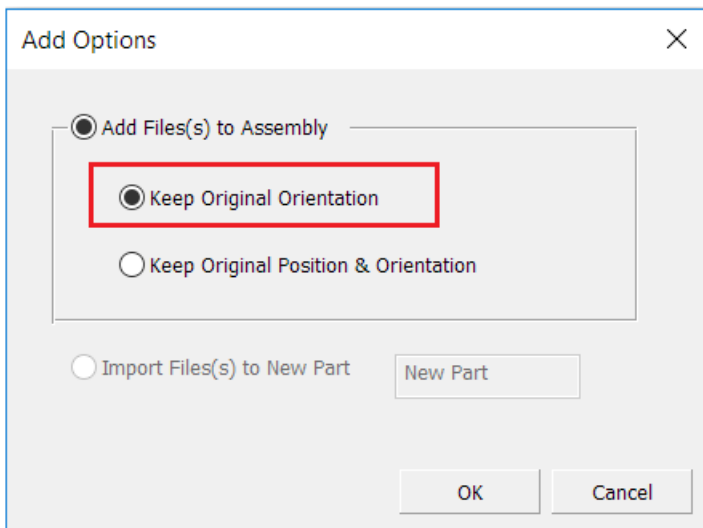 Add Options
Add Files(s) to Assembly
Keep Original Orientation
Keep Original Position & Orientation
Import Files(s) to New Part
New Part
OK
Cancel